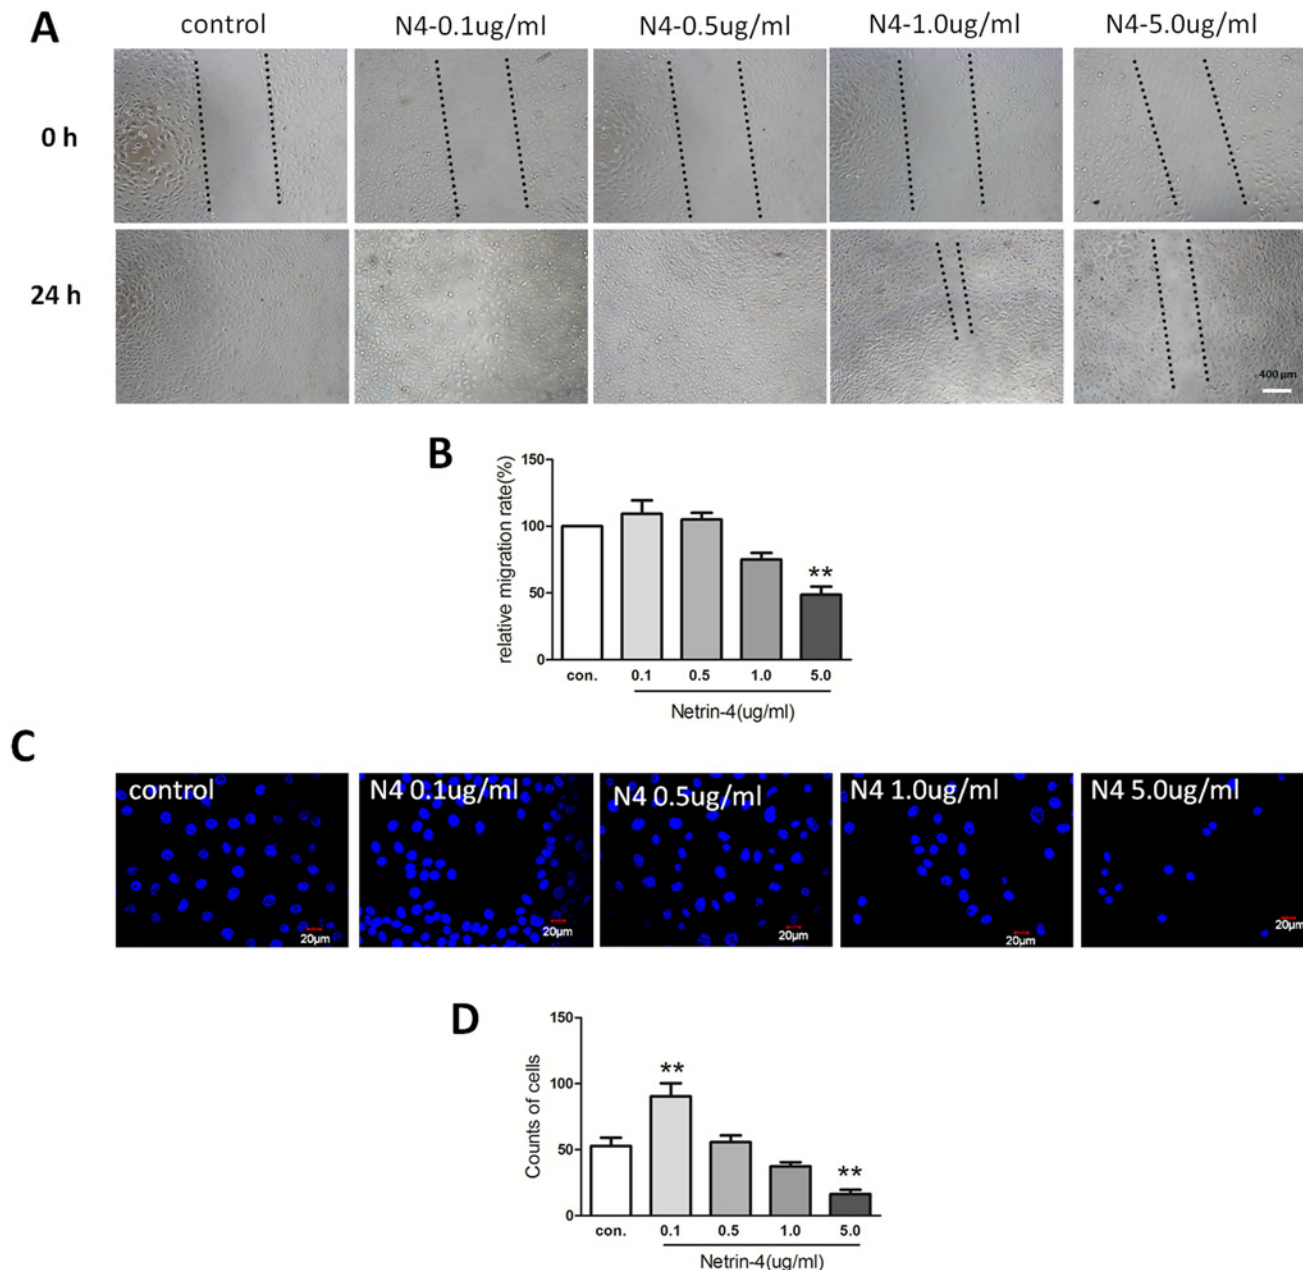 A
control
N4-0.1ug/ml
N4-0.5ug/ml
N4-1.0ug/ml
N4-5.0ug/ml
0 h
24 h
400 μm
B
relative migration rate(%)
150
100
50
0
**
con.
0.1
0.5
1.0
5.0
Netrin-4(ug/ml)
C
control
N4 0.1ug/ml
N4 0.5ug/ml
N4 1.0ug/ml
N4 5.0ug/ml
20μm
20μm
20μm
20μm
20μm
D
Counts of cells
150
100
50
0
**
**
con.
0.1
0.5
1.0
5.0
Netrin-4(ug/ml)